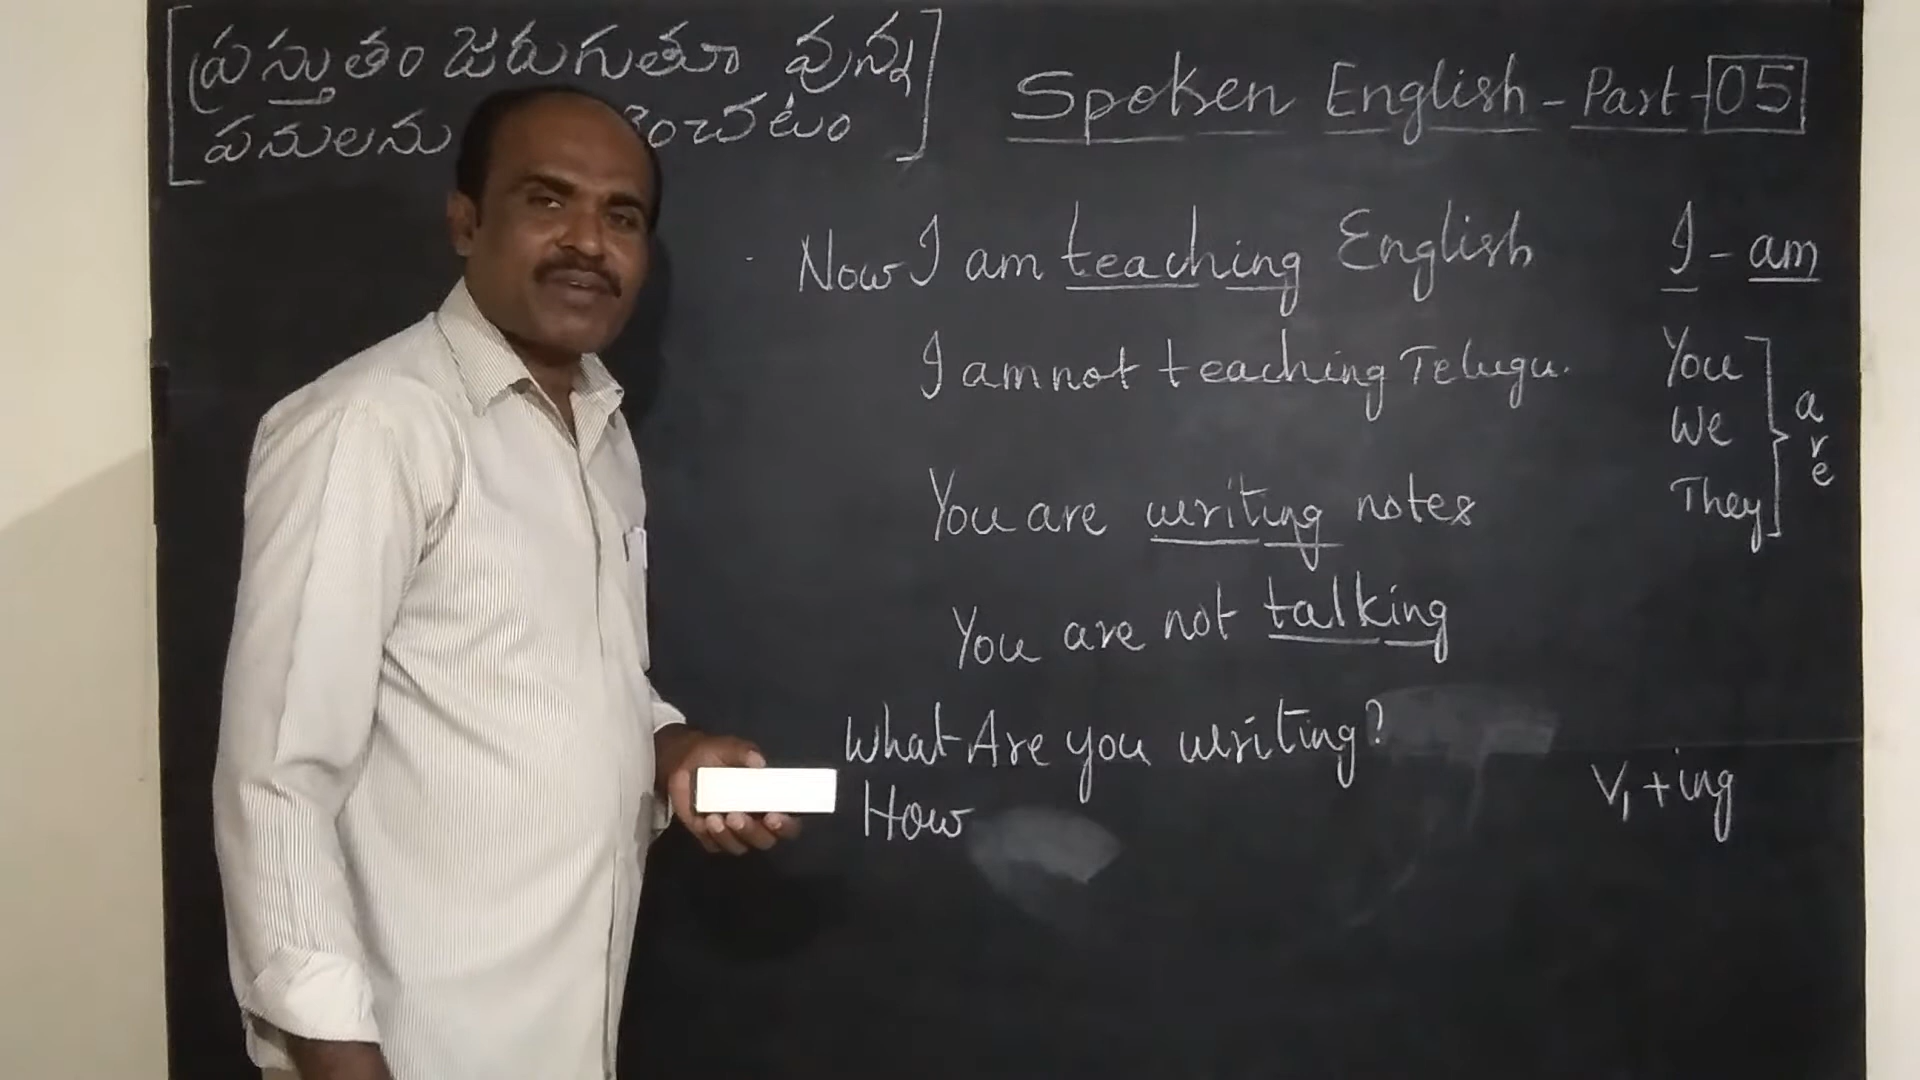 [ప్రస్తుతం జరుగుతూ వున్న
పనులను
చటం]
Spoken English - Part - 05
Now I am teaching English
I am not teaching Telugu.
You are writing notes
You are not talking
What Are you writing?
How
I - am
You
We
They
are
V1 + ing